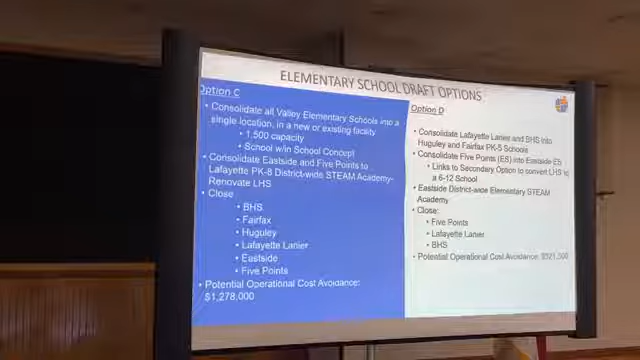 ELEMENTARY SCHOOL DRAFT OPTIONS
Option C
• Consolidate all Valley Elementary Schools into a
single location, in a new or existing facility
• 1,500 capacity
• School w/in School Concept
• Consolidate Eastside and Five Points to
Lafayette PK-8 District-wide STEAM Academy-
Renovate LHS
• Close
• BHS
• Fairfax
• Huguley
• Lafayette Lanier
• Eastside
• Five Points
• Potential Operational Cost Avoidance:
$1,278,000
Option D
• Consolidate Lafayette Lanier and BHS into
Huguley and Fairfax PK-5 Schools
• Consolidate Five Points (ES) into Eastside ES
• Links to Secondary Option to convert LHS to
a 6-12 School
• Eastside District-wide Elementary STEAM
Academy
• Close:
• Five Points
• Lafayette Lanier
• BHS
• Potential Operational Cost Avoidance: